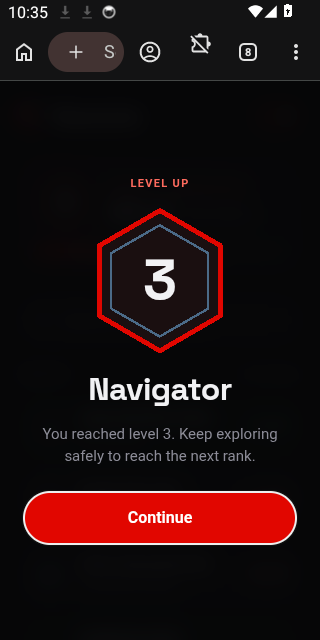 10:35
S
8
LEVEL UP
3
Navigator
You reached level 3. Keep exploring
safely to reach the next rank.
Continue